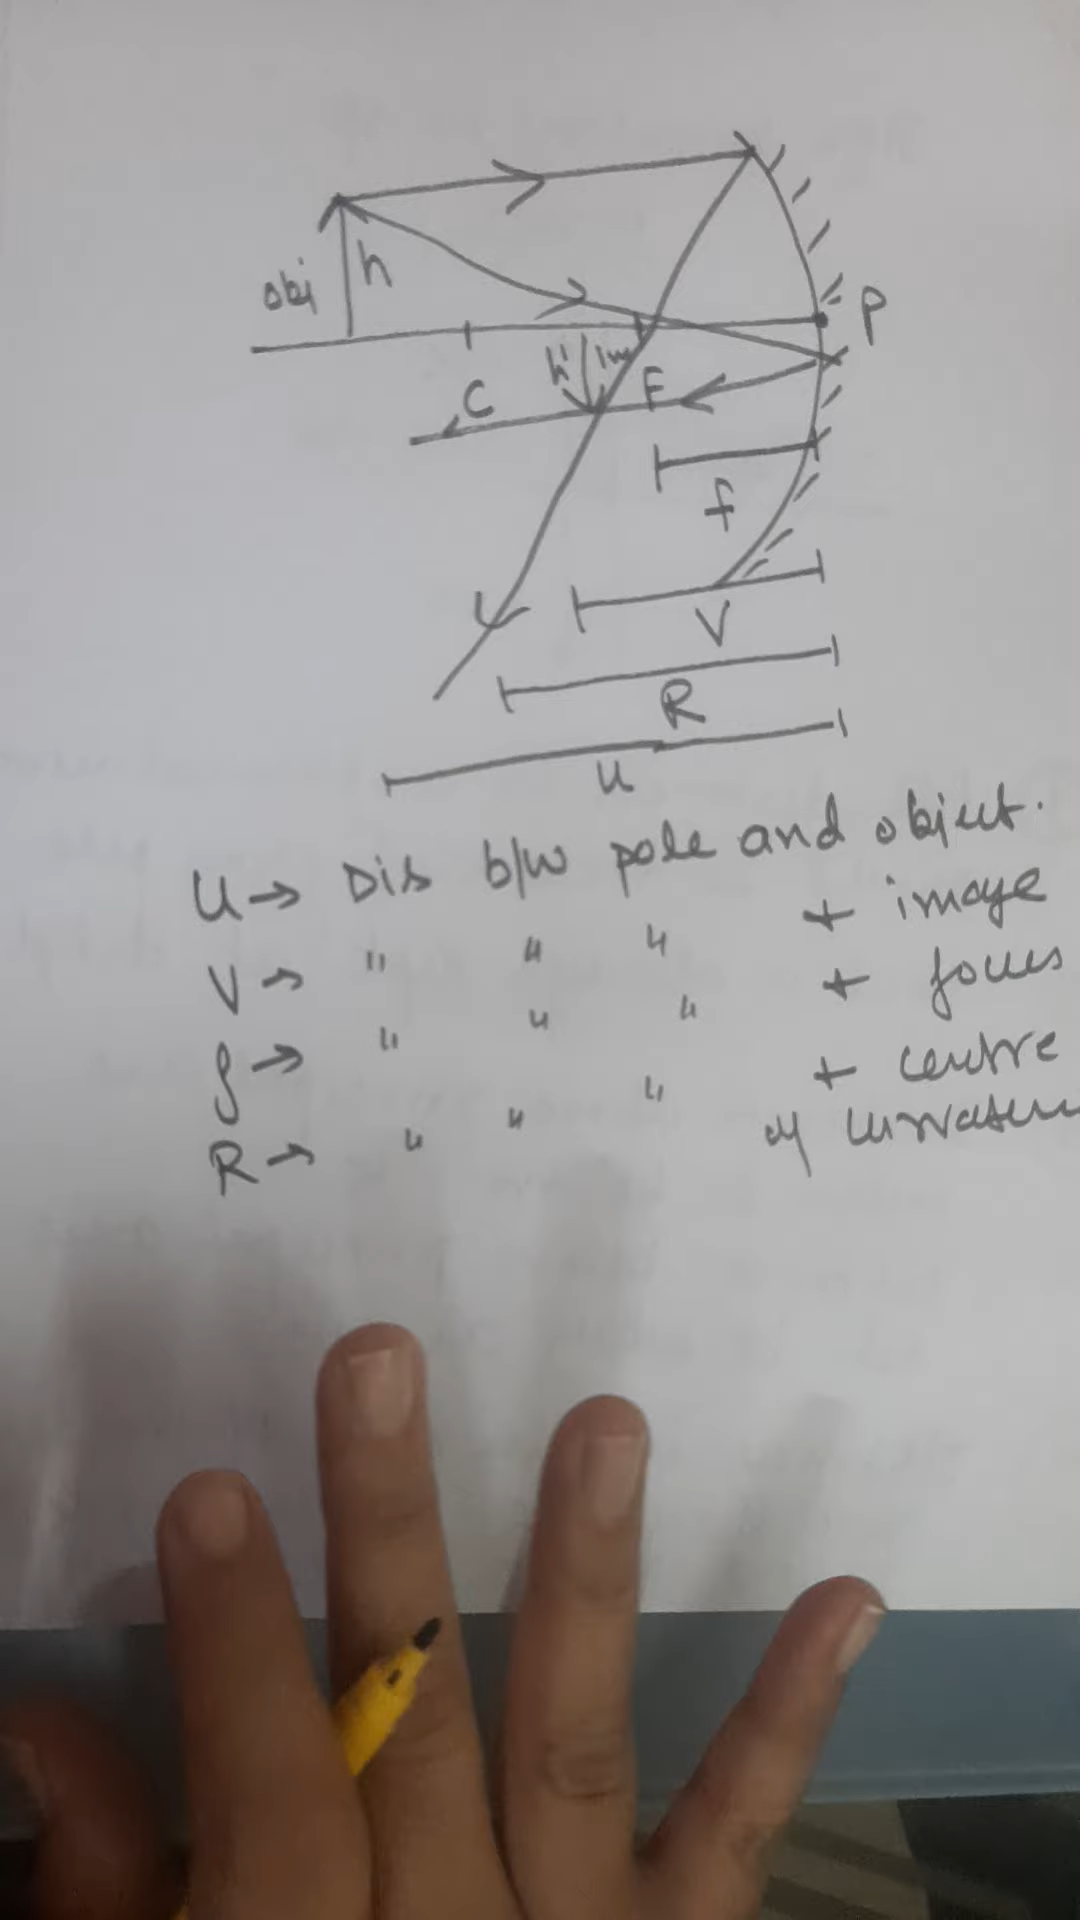 obj
h
P
h'
Im
F
C
f
V
R
u
U → Dis b/w pole and object.
V → " " " + image
f → " " " + focus
R → " " " + centre
of curvature